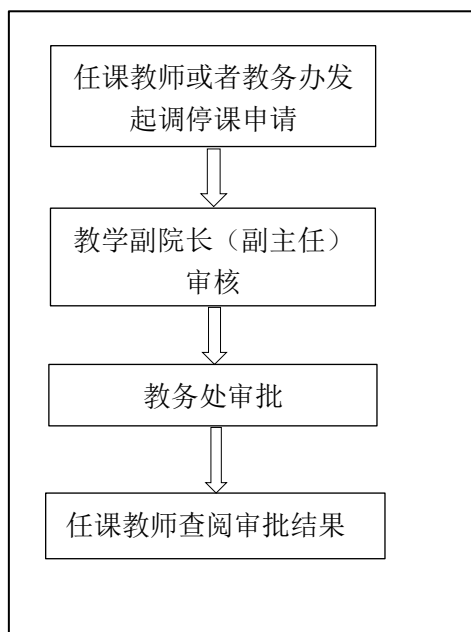 任课教师或者教务办发
起调停课申请
教学副院长（副主任）
审核
教务处审批
任课教师查阅审批结果